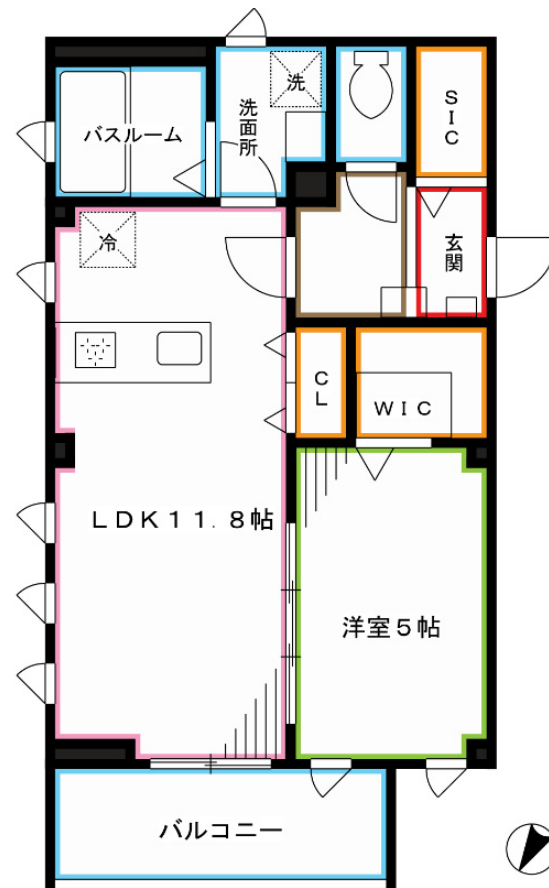 洗
バスルーム
洗面所
SIC
冷
玄関
CL
WIC
LDK11.8帖
洋室5帖
バルコニー